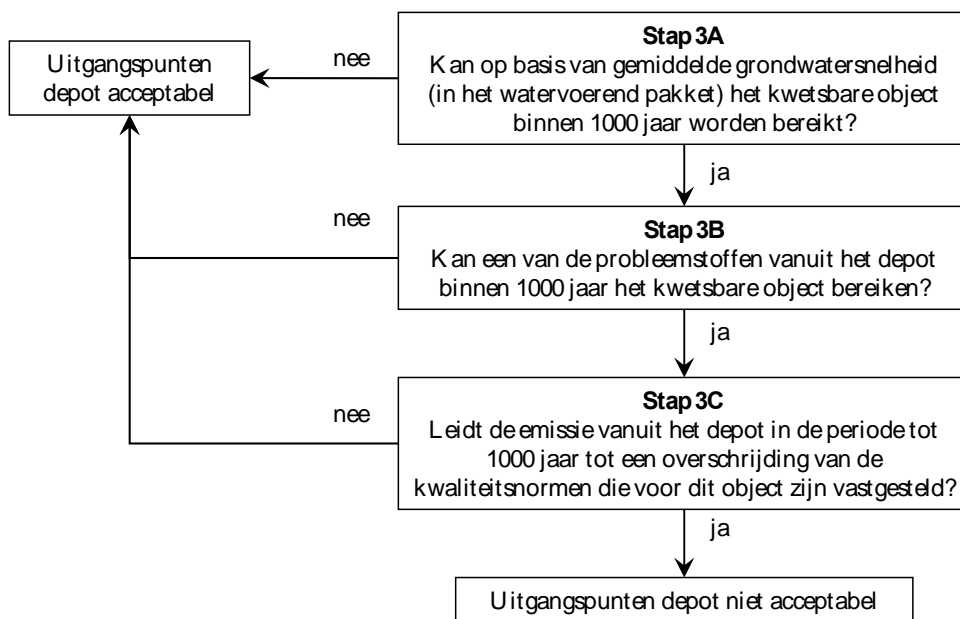 Uitgangspunten
depot acceptabel
nee
Stap 3A
Kan op basis van gemiddelde grondwatersnelheid
(in het watervoerend pakket) het kwetsbare object
binnen 1000 jaar worden bereikt?
ja
nee
Stap 3B
Kan een van de probleemstoffen vanuit het depot
binnen 1000 jaar het kwetsbare object bereiken?
ja
nee
Stap 3C
Leidt de emissie vanuit het depot in de periode tot
1000 jaar tot een overschrijding van de
kwaliteitsnormen die voor dit object zijn vastgesteld?
ja
Uitgangspunten depot niet acceptabel